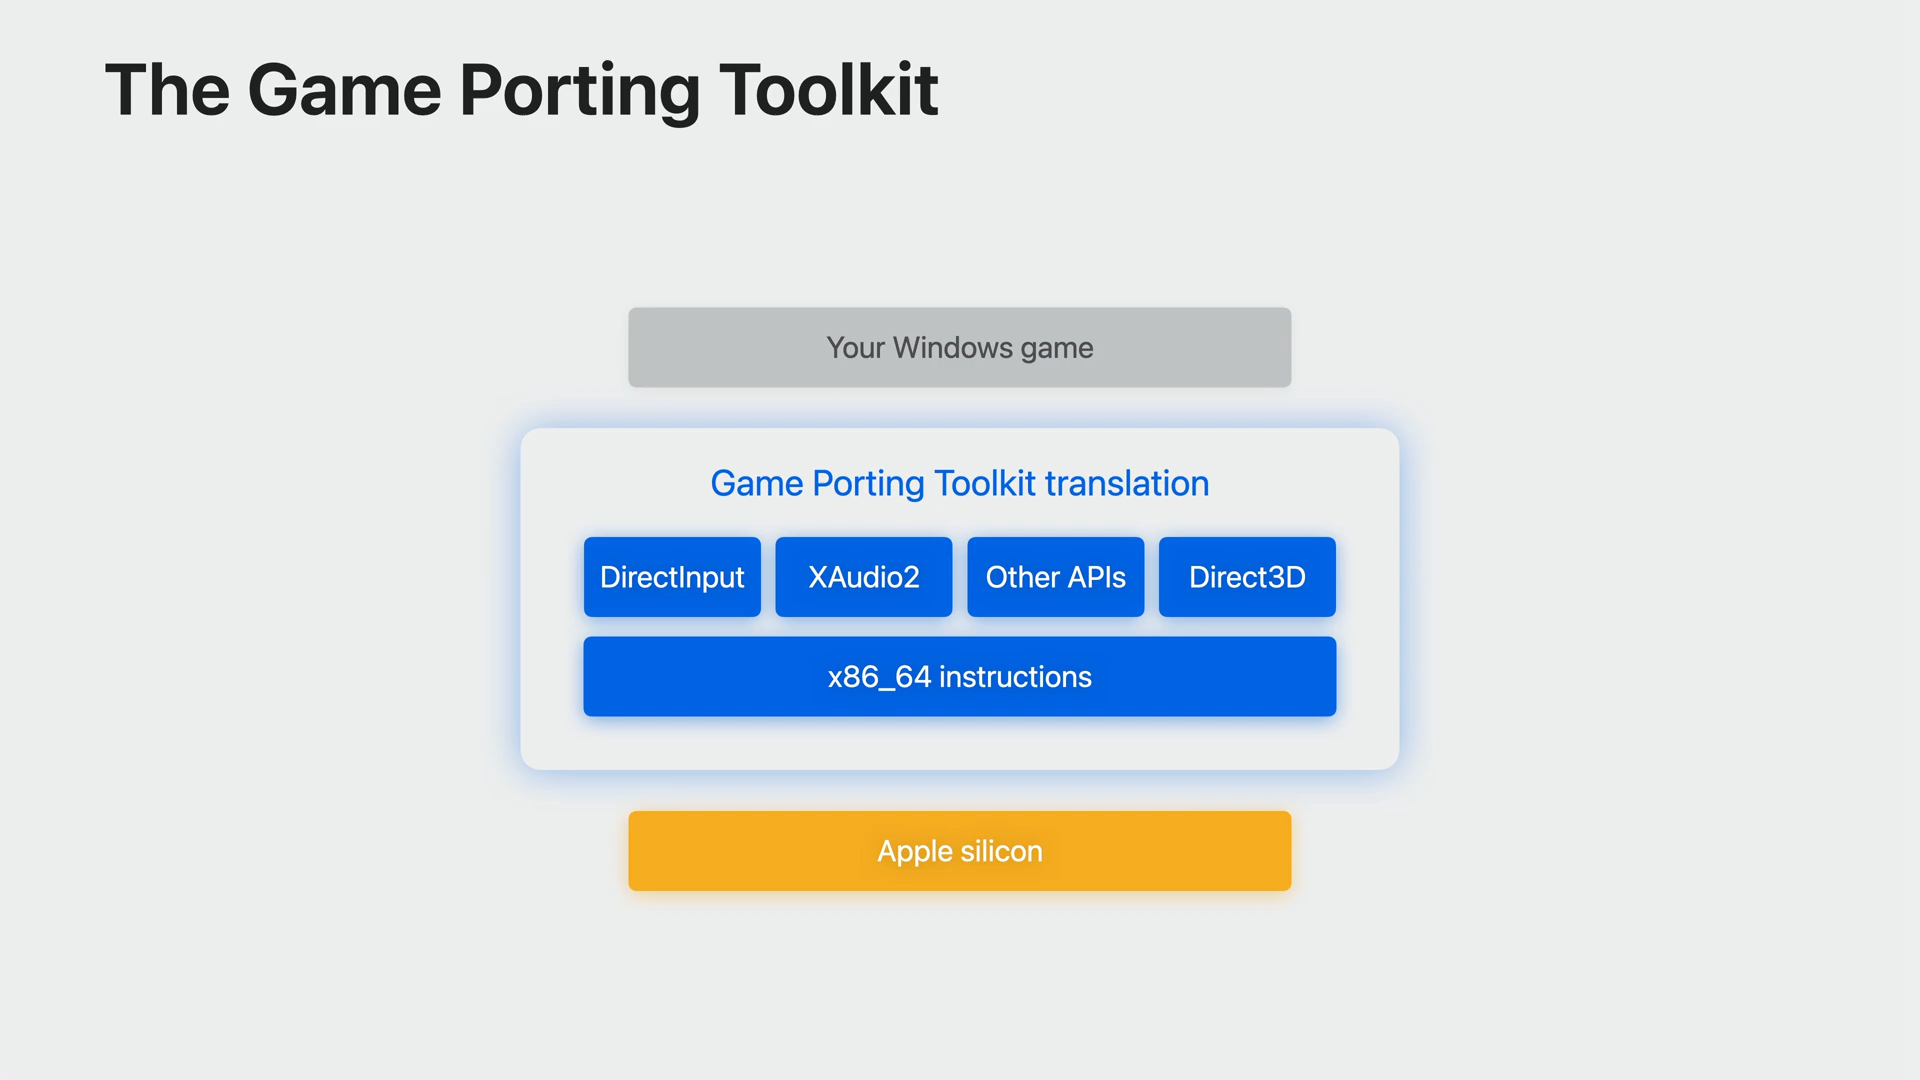 The Game Porting Toolkit
Your Windows game
Game Porting Toolkit translation
DirectInput
XAudio2
Other APIs
Direct3D
x86_64 instructions
Apple silicon